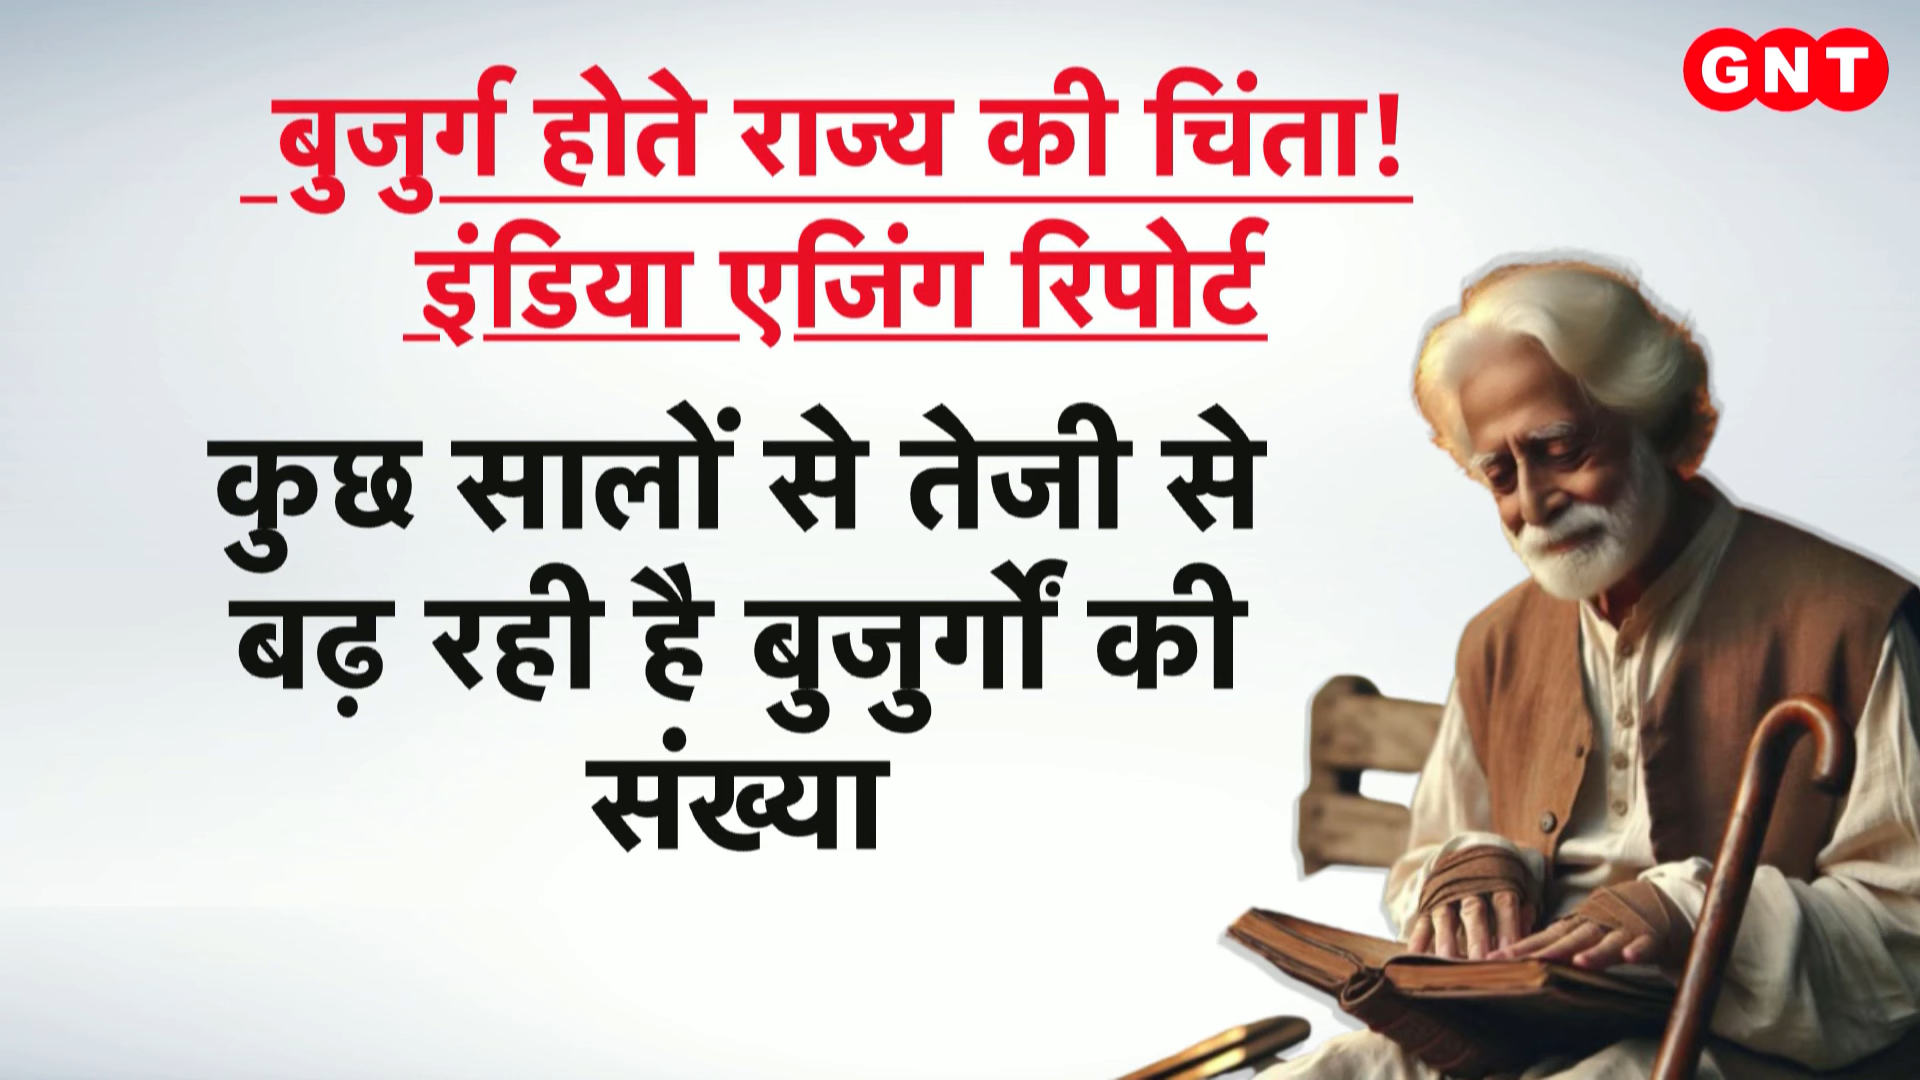 GNT
बुजुर्ग होते राज्य की चिंता!
इंडिया एजिंग रिपोर्ट
कुछ सालों से तेजी से
बढ़ रही है बुजुर्गों की
संख्या